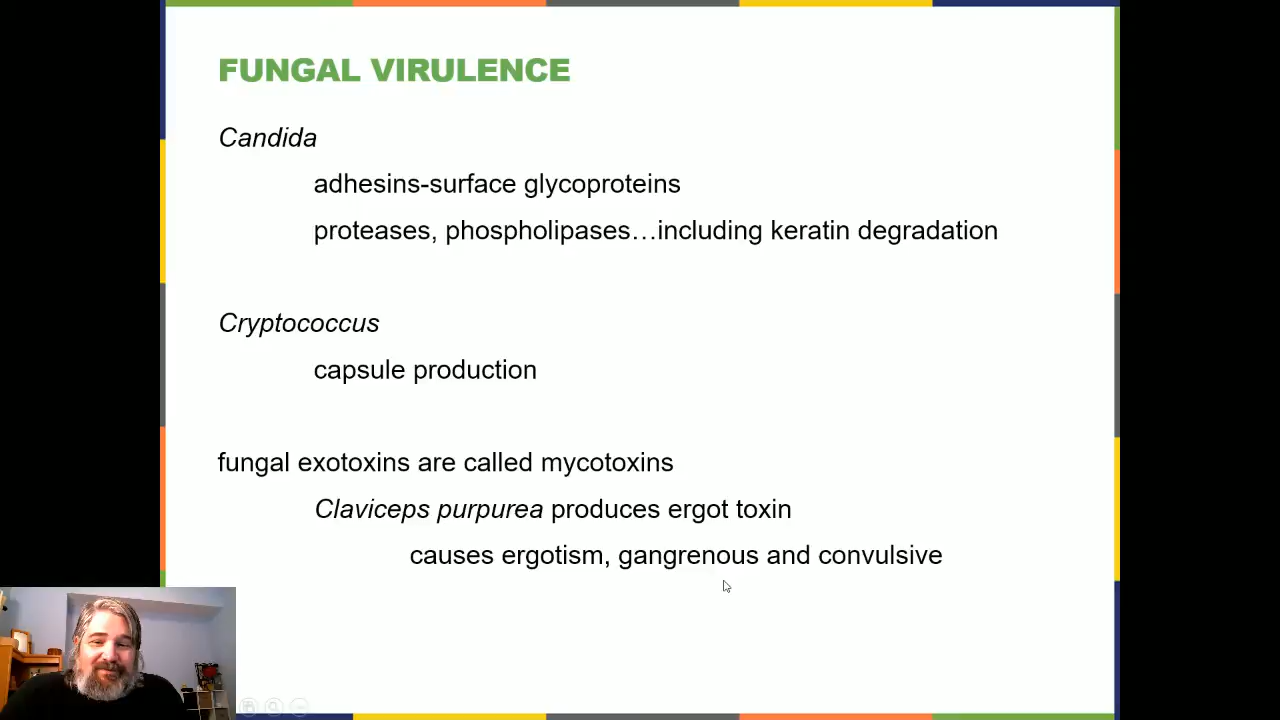 FUNGAL VIRULENCE
Candida
adhesins-surface glycoproteins
proteases, phospholipases…including keratin degradation
Cryptococcus
capsule production
fungal exotoxins are called mycotoxins
Claviceps purpurea produces ergot toxin
causes ergotism, gangrenous and convulsive